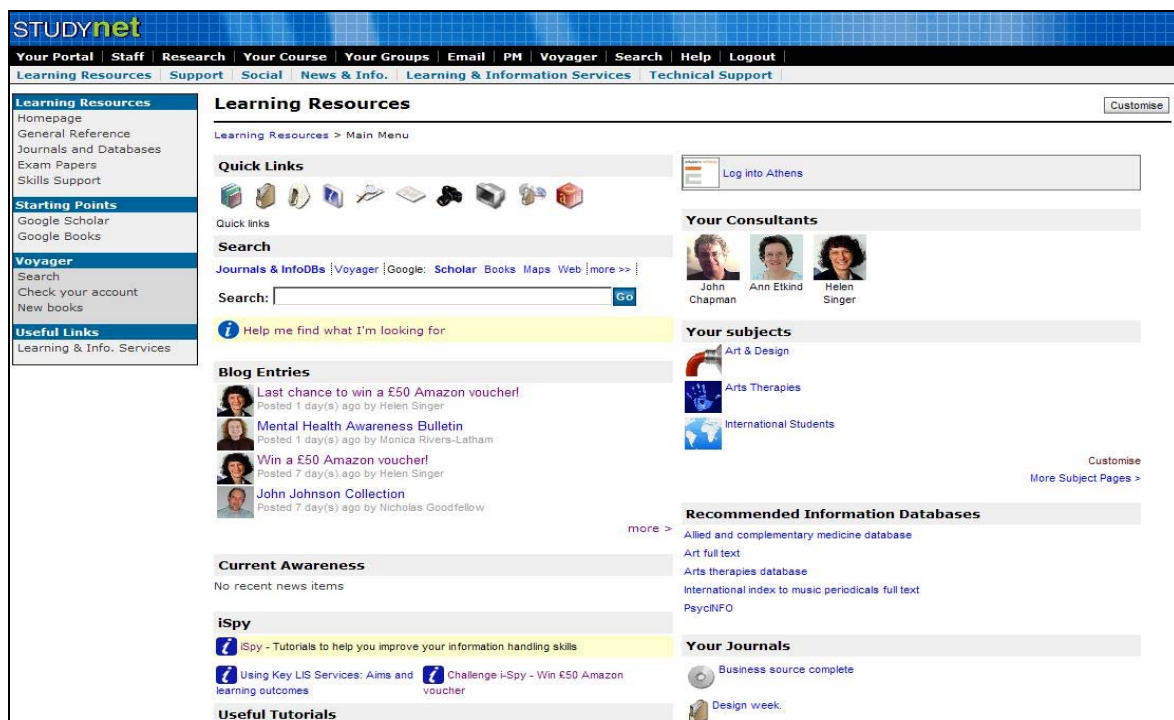 STUDYnet
Your Portal Staff Research Your Course Your Groups Email PM Voyager Search Help Logout
Learning Resources Support Social News & Info. Learning & Information Services Technical Support
Learning Resources
Homepage
General Reference
Journals and Databases
Exam Papers
Skills Support
Starting Points
Google Scholar
Google Books
Voyager
Search
Check your account
New books
Useful Links
Learning & Info. Services
Learning Resources
Customise
Learning Resources > Main Menu
Quick Links
Quick links
Search
Journals & InfoDBs Voyager Google: Scholar Books Maps Web more >>
Search: Go
Help me find what I'm looking for
Blog Entries
Last chance to win a £50 Amazon voucher!
Posted 1 day(s) ago by Helen Singer
Mental Health Awareness Bulletin
Posted 1 day(s) ago by Monica Rivers-Latham
Win a £50 Amazon voucher!
Posted 7 day(s) ago by Helen Singer
John Johnson Collection
Posted 7 day(s) ago by Nicholas Goodfellow
more >
Current Awareness
No recent news items
iSpy
iSpy - Tutorials to help you improve your information handling skills
Using Key LIS Services: Aims and
learning outcomes
Challenge i-Spy - Win £50 Amazon
voucher
Useful Tutorials
Log into Athens
Your Consultants
John
Chapman
Ann Etkind
Helen
Singer
Your subjects
Art & Design
Arts Therapies
International Students
Customise
More Subject Pages >
Recommended Information Databases
Allied and complementary medicine database
Art full text
Arts therapies database
International index to music periodicals full text
PsycINFO
Your Journals
Business source complete
Design week.